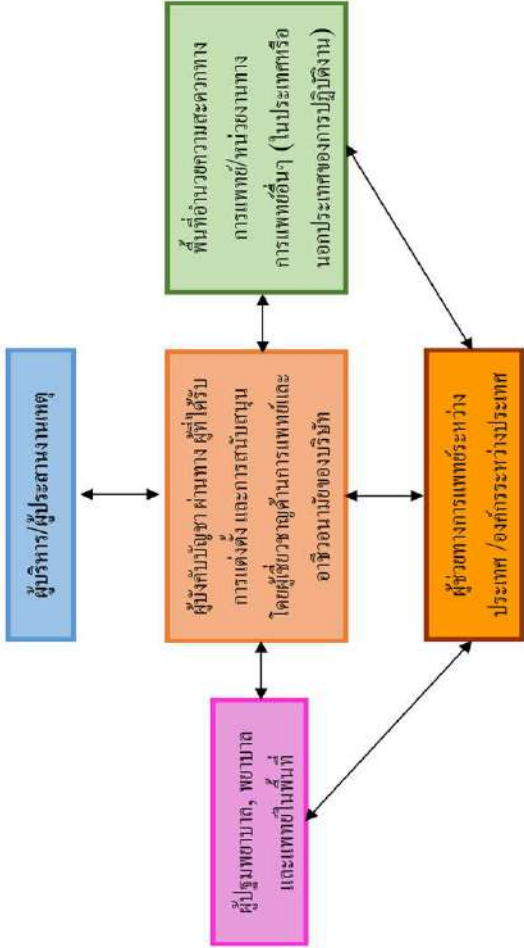 ผู้บริหาร/ผู้ประสานงานเหตุ
ผู้ปฐมพยาบาล, พยาบาล
และแพทย์ในพื้นที่
ผู้บังคับบัญชา ผ่านทาง ผู้ที่ได้รับ
การแต่งตั้ง และการสนับสนุน
โดยผู้เชี่ยวชาญด้านการแพทย์และ
อาชีวอนามัยของบริษัท
พื้นที่อำนวยความสะดวกทาง
การแพทย์/หน่วยงานทาง
การแพทย์อื่นๆ (ในประเทศหรือ
นอกประเทศของการปฏิบัติงาน)
ผู้ช่วยทางการแพทย์ระหว่าง
ประเทศ /องค์กรระหว่างประเทศ